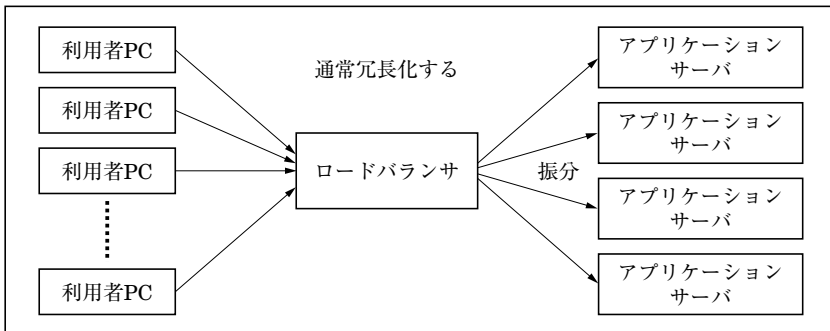 利用者PC
利用者PC
利用者PC
利用者PC
通常冗長化する
ロードバランサ
振分
アプリケーション
サーバ
アプリケーション
サーバ
アプリケーション
サーバ
アプリケーション
サーバ